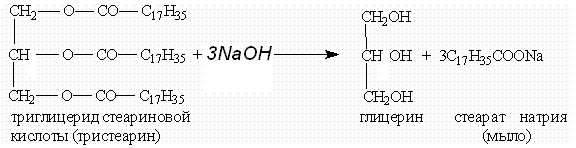 CH₂ — O — CO — C₁₇H₃₅ CH₂OH
CH — O — CO — C₁₇H₃₅ + 3NaOH CH OH + 3C₁₇H₃₅COONa
CH₂ — O — CO — C₁₇H₃₅ CH₂OH
триглицерид стеариновой глицерин стеарат натрия
кислоты (тристеарин) (мыло)